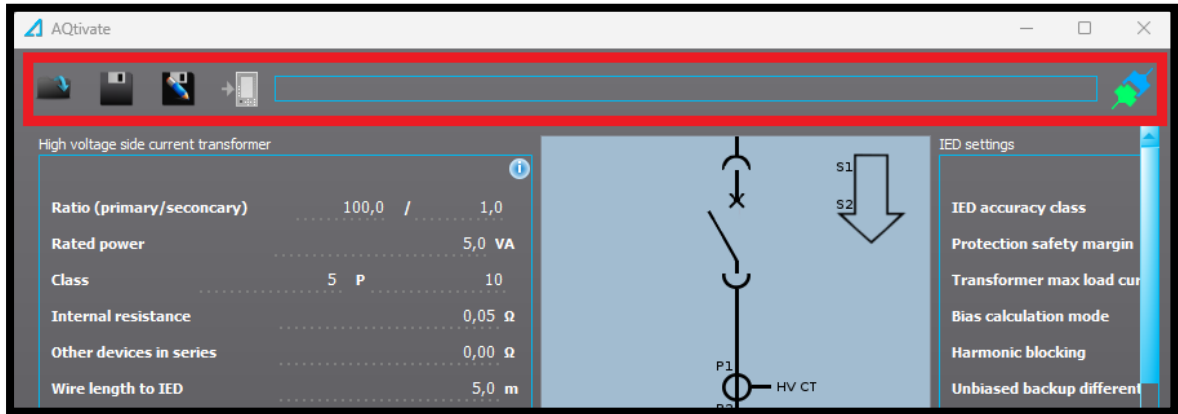 AQtivate
High voltage side current transformer
Ratio (primary/seconcary) 100,0 / 1,0
Rated power 5,0 VA
Class 5 P 10
Internal resistance 0,05 Ω
Other devices in series 0,00 Ω
Wire length to IED 5,0 m
S1
S2
P1
HV CT
IED settings
IED accuracy class
Protection safety margin
Transformer max load cur
Bias calculation mode
Harmonic blocking
Unbiased backup different